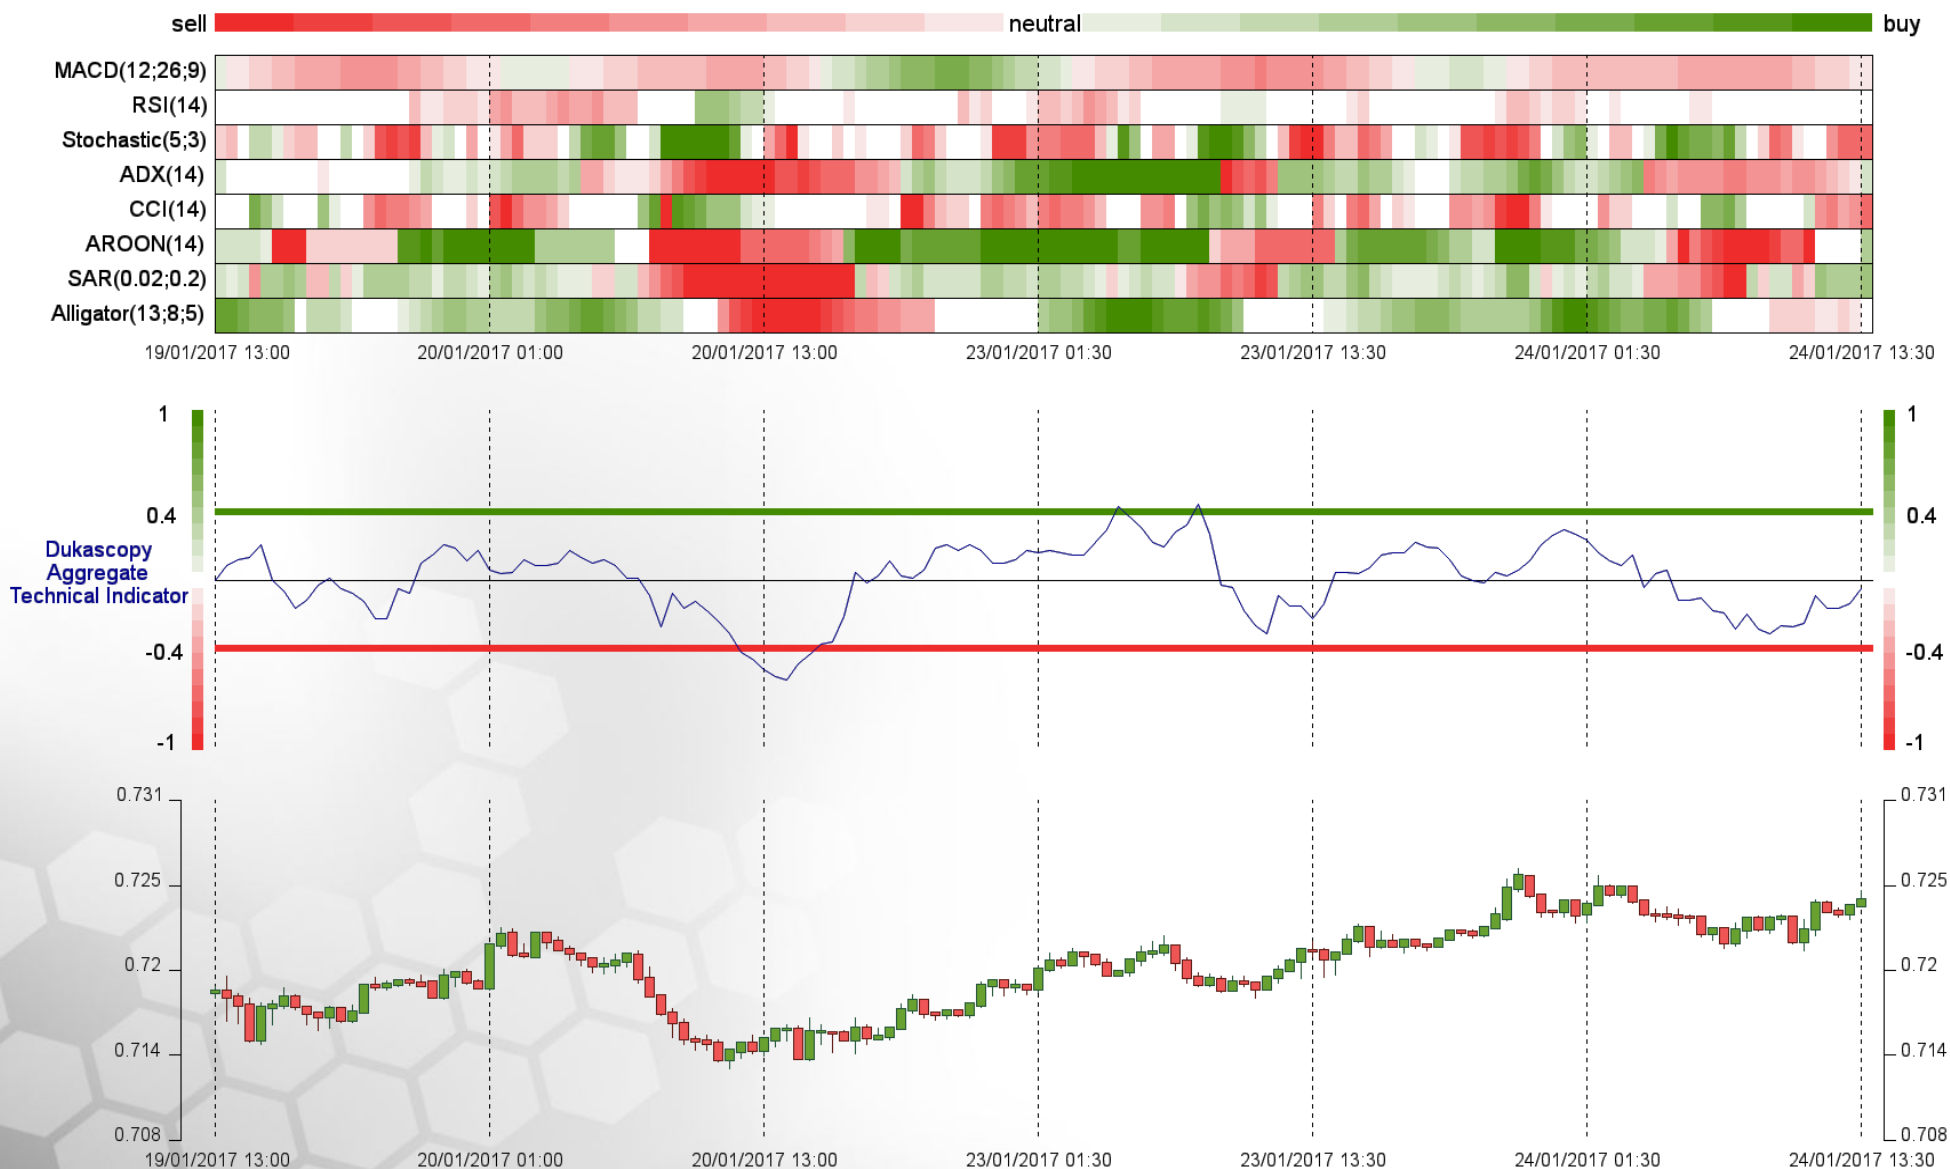 sell neutral buy
MACD(12;26;9)
RSI(14)
Stochastic(5;3)
ADX(14)
CCI(14)
AROON(14)
SAR(0.02;0.2)
Alligator(13;8;5)
19/01/2017 13:00 20/01/2017 01:00 20/01/2017 13:00 23/01/2017 01:30 23/01/2017 13:30 24/01/2017 01:30 24/01/2017 13:30
1 1
0.4 0.4
Dukascopy
Aggregate
Technical Indicator
-0.4 -0.4
-1 -1
0.731 0.731
0.725 0.725
0.72 0.72
0.714 0.714
0.708 0.708
19/01/2017 13:00 20/01/2017 01:00 20/01/2017 13:00 23/01/2017 01:30 23/01/2017 13:30 24/01/2017 01:30 24/01/2017 13:30